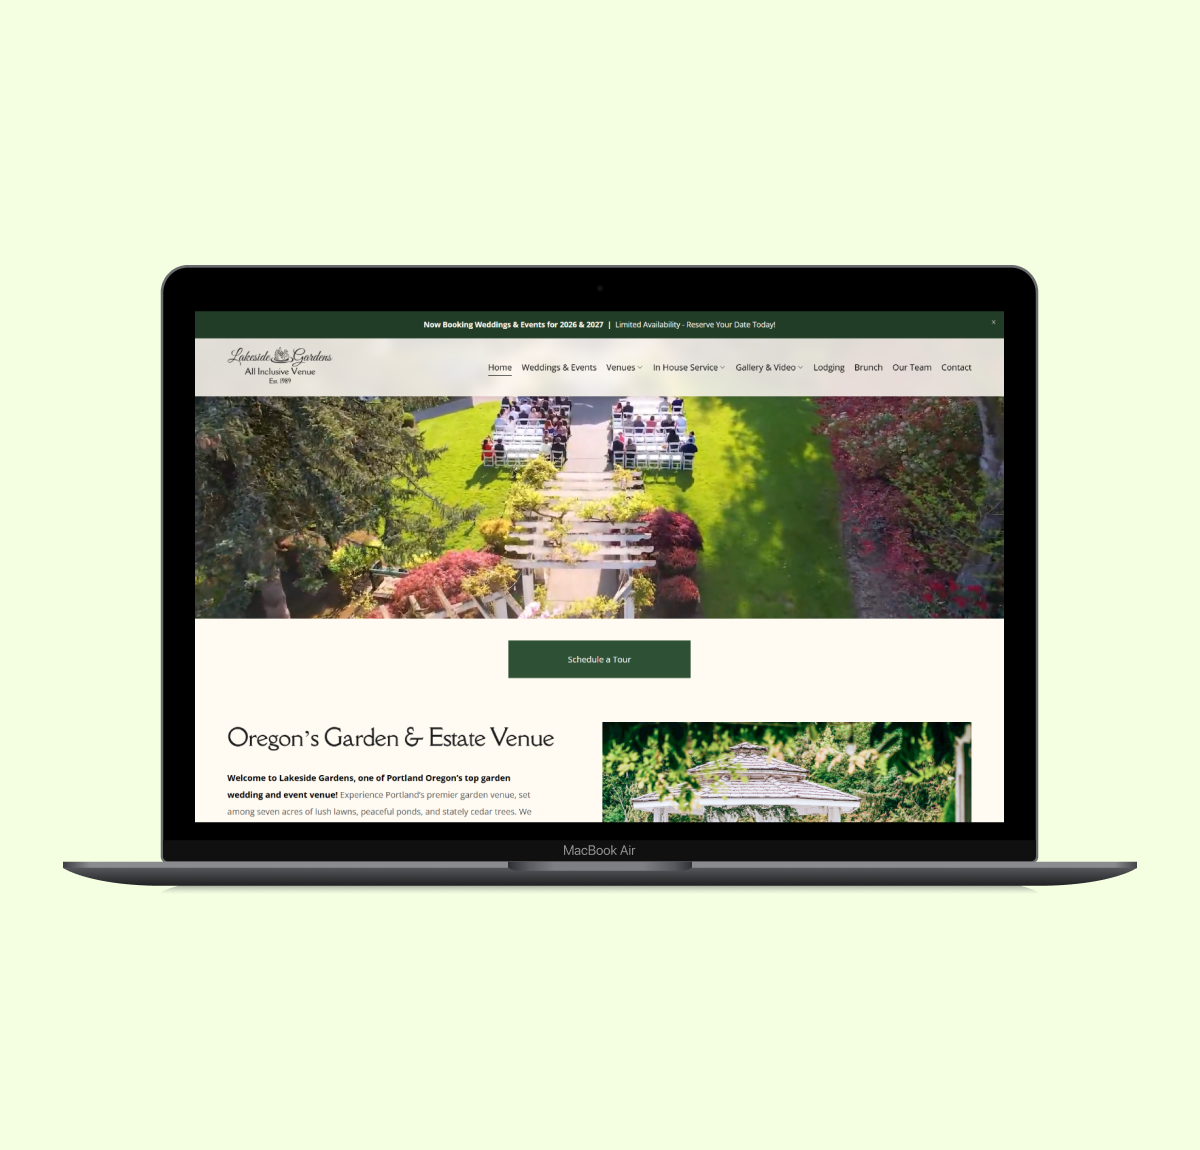 Now Booking Weddings & Events for 2026 & 2027 | Limited Availability - Reserve Your Date Today!
×
Lakeside Gardens
All Inclusive Venue
Est 1989
Home Weddings & Events Venues In House Service Gallery & Video Lodging Brunch Our Team Contact
Schedule a Tour
Oregon's Garden & Estate Venue
Welcome to Lakeside Gardens, one of Portland Oregon's top garden
wedding and event venue! Experience Portland's premier garden venue, set
among seven acres of lush lawns, peaceful ponds, and stately cedar trees. We
MacBook Air